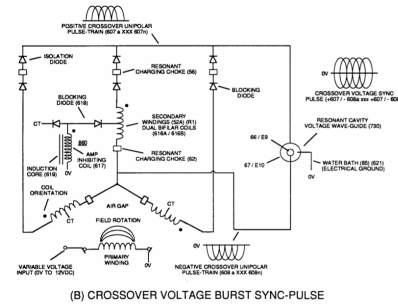 POSITIVE CROSSOVER UNIPOLAR
PULSE-TRAIN (607 a XXX 607n)
ISOLATION
DIODE
RESONANT
CHARGING CHOKE (56)
BLOCKING
DIODE
0V
CROSSOVER VOLTAGE SYNC
PULSE (+607/ - 608a xxx +607/ - 608n)
BLOCKING
DIODE (618)
SECONDARY
WINDINGS (52A) (R1)
DUAL BIFILAR COILS
(616A / 616B)
CT
RESONANT CAVITY
VOLTAGE WAVE-GUIDE (730)
66 / E9
860
AMP
INHIBITING
COIL (617)
INDUCTION
CORE (619)
0V
RESONANT
CHARGING CHOKE (62)
67 / E10
WATER BATH (85) (621)
(ELECTRICAL GROUND)
0V
COIL
ORIENTATION
CT
AIR GAP
CT
FIELD ROTATION
VARIABLE VOLTAGE
INPUT (0V TO 12VDC)
PRIMARY
WINDING
0V
0V
NEGATIVE CROSSOVER UNIPOLAR
PULSE-TRAIN (608 a XXX 608n)
(B) CROSSOVER VOLTAGE BURST SYNC-PULSE